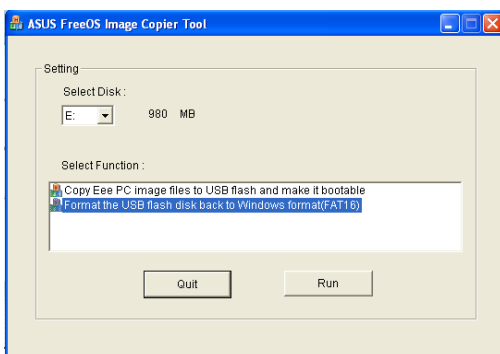 ASUS FreeOS Image Copier Tool
Setting
Select Disk :
E: 980 MB
Select Function :
Copy Eee PC image files to USB flash and make it bootable
Format the USB flash disk back to Windows format(FAT16)
Quit Run